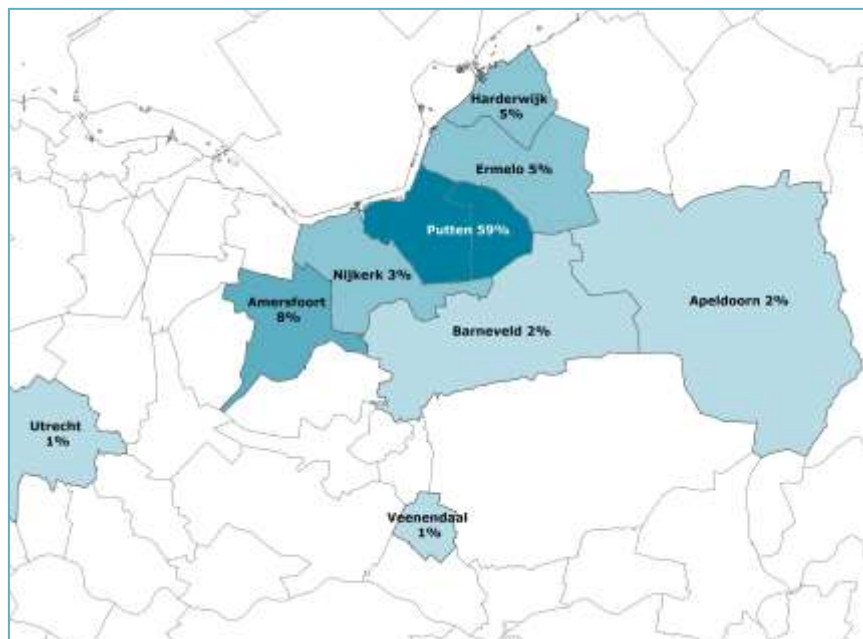 Harderwijk
5%
Ermelo 5%
Putten 59%
Nijkerk 3%
Amersfoort
8%
Apeldoorn 2%
Barneveld 2%
Utrecht
1%
Veenendaal
1%